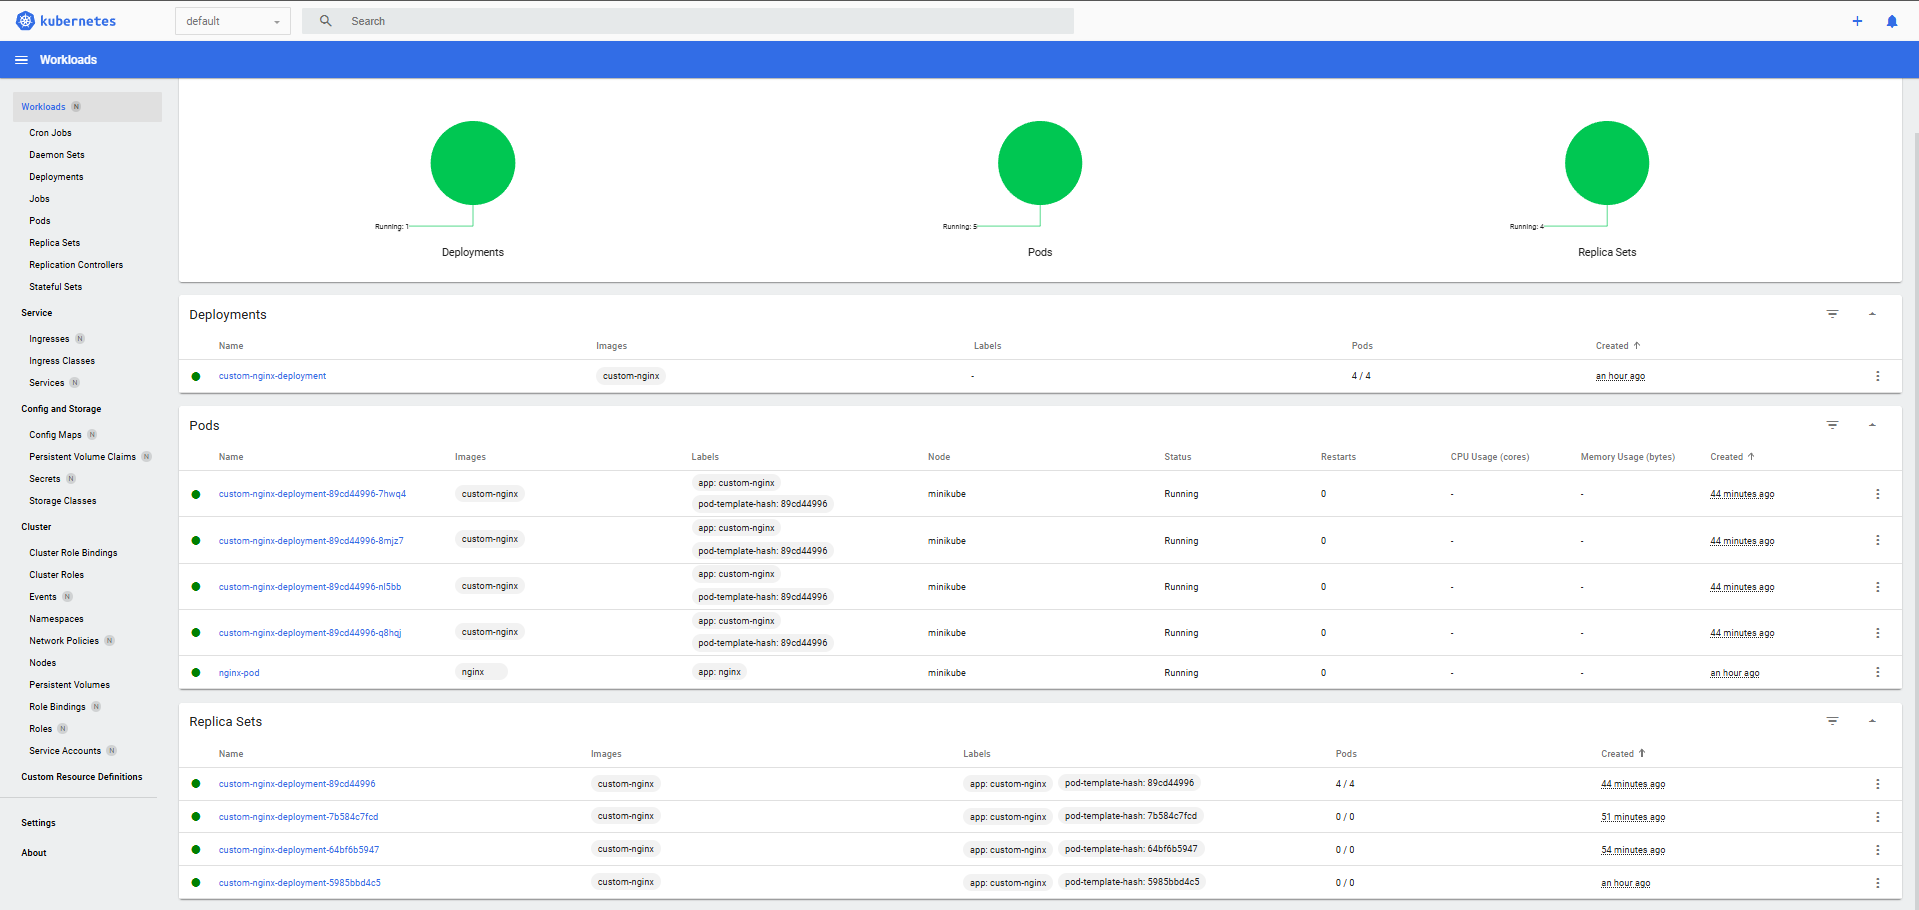 kubernetes
default
Search
Workloads
Workloads N
Cron Jobs
Daemon Sets
Deployments
Jobs
Pods
Replica Sets
Replication Controllers
Stateful Sets
Service
Ingresses N
Ingress Classes
Services N
Config and Storage
Config Maps N
Persistent Volume Claims N
Secrets N
Storage Classes
Cluster
Cluster Role Bindings
Cluster Roles
Events N
Namespaces
Network Policies N
Nodes
Persistent Volumes
Role Bindings N
Roles N
Service Accounts N
Custom Resource Definitions
Settings
About
Running: 1
Deployments
Running: 5
Pods
Running: 4
Replica Sets
Deployments
Name Images Labels Pods Created
custom-nginx-deployment custom-nginx - 4 / 4 an hour ago
Pods
Name Images Labels Node Status Restarts CPU Usage (cores) Memory Usage (bytes) Created
custom-nginx-deployment-89cd44996-7hwq4 custom-nginx app: custom-nginx pod-template-hash: 89cd44996 minikube Running 0 - - 44 minutes ago
custom-nginx-deployment-89cd44996-8mjz7 custom-nginx app: custom-nginx pod-template-hash: 89cd44996 minikube Running 0 - - 44 minutes ago
custom-nginx-deployment-89cd44996-nl5bb custom-nginx app: custom-nginx pod-template-hash: 89cd44996 minikube Running 0 - - 44 minutes ago
custom-nginx-deployment-89cd44996-q8hqj custom-nginx app: custom-nginx pod-template-hash: 89cd44996 minikube Running 0 - - 44 minutes ago
nginx-pod nginx app: nginx minikube Running 0 - - an hour ago
Replica Sets
Name Images Labels Pods Created
custom-nginx-deployment-89cd44996 custom-nginx app: custom-nginx pod-template-hash: 89cd44996 4 / 4 44 minutes ago
custom-nginx-deployment-7b584c7fcd custom-nginx app: custom-nginx pod-template-hash: 7b584c7fcd 0 / 0 51 minutes ago
custom-nginx-deployment-64bf6b5947 custom-nginx app: custom-nginx pod-template-hash: 64bf6b5947 0 / 0 54 minutes ago
custom-nginx-deployment-5985bbd4c5 custom-nginx app: custom-nginx pod-template-hash: 5985bbd4c5 0 / 0 an hour ago